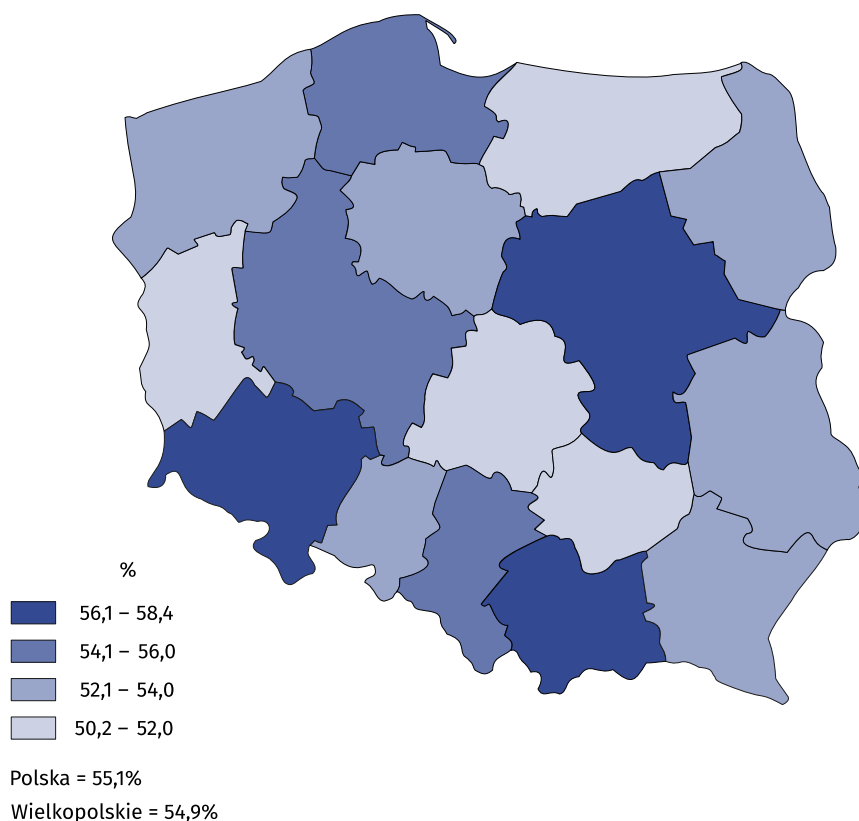 %
56,1 – 58,4
54,1 – 56,0
52,1 – 54,0
50,2 – 52,0
Polska = 55,1%
Wielkopolskie = 54,9%